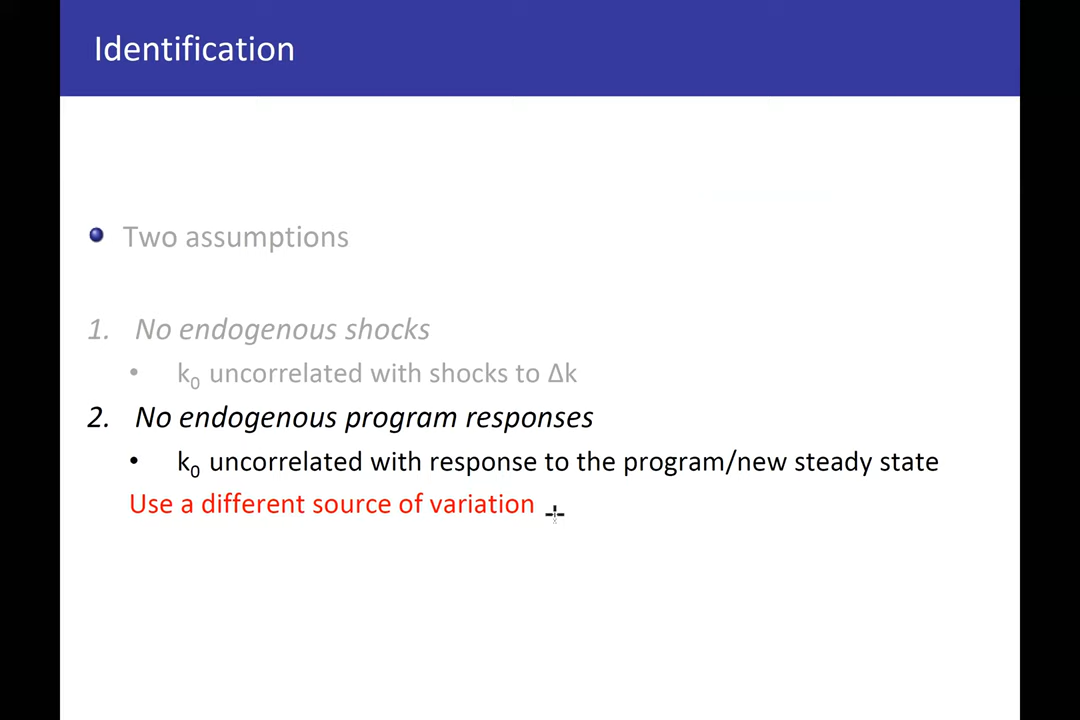 Identification
Two assumptions
1. No endogenous shocks
• k₀ uncorrelated with shocks to Δk
2. No endogenous program responses
• k₀ uncorrelated with response to the program/new steady state
Use a different source of variation